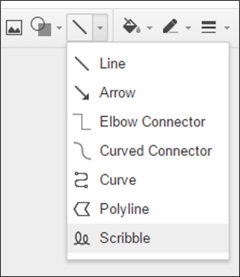 Line
Arrow
Elbow Connector
Curved Connector
Curve
Polyline
Scribble